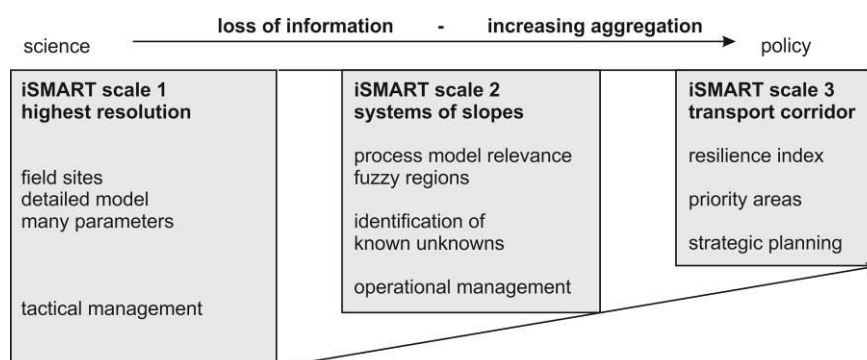 loss of information - increasing aggregation
science
policy
iSMART scale 1
highest resolution
field sites
detailed model
many parameters
tactical management
iSMART scale 2
systems of slopes
process model relevance
fuzzy regions
identification of
known unknowns
operational management
iSMART scale 3
transport corridor
resilience index
priority areas
strategic planning